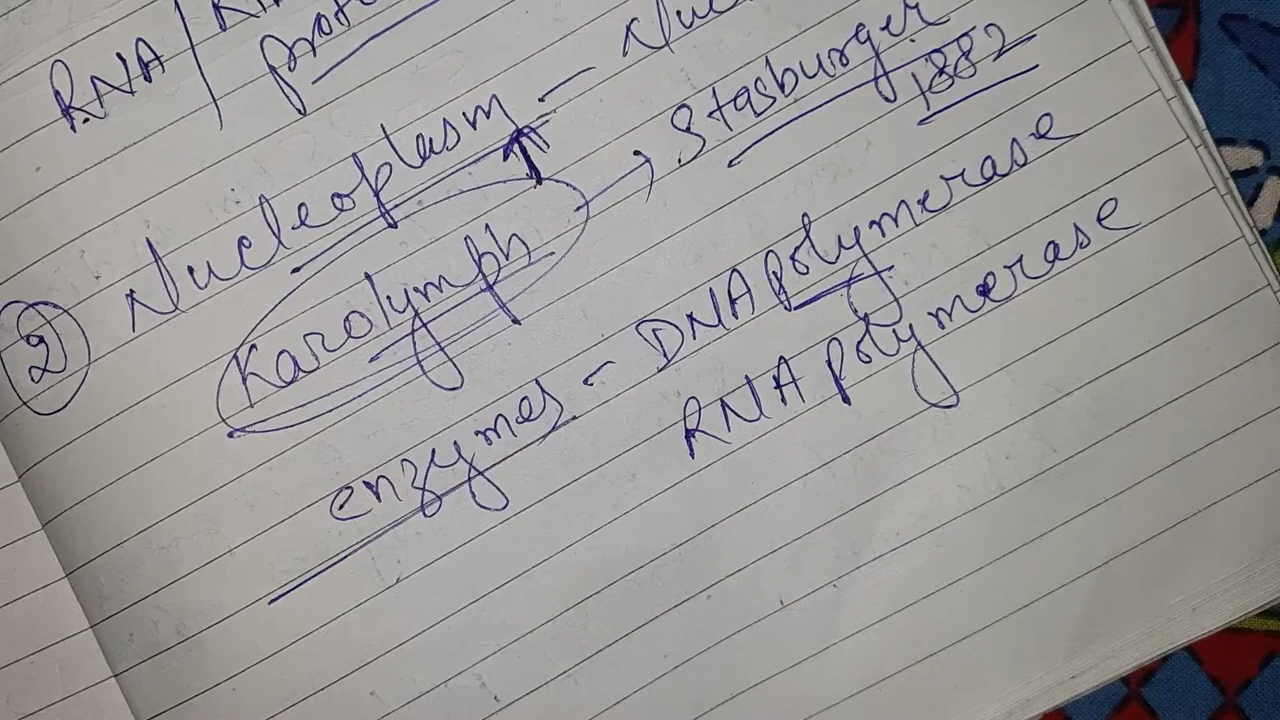 RNA
② Nucleoplasm -
Karolymph → Stasburger
1882
enzymes - DNA polymerase
RNA polymerase